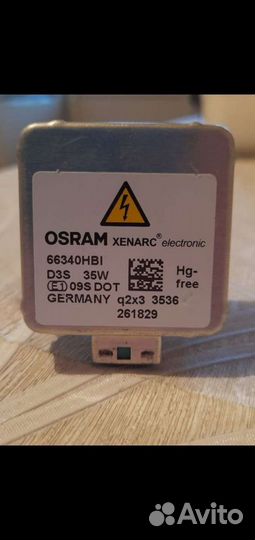 OSRAM XENARC® electronic
66340HBI
D3S 35W
Hg-free
E1 09S DOT
GERMANY q2x3 3536
261829
Avito